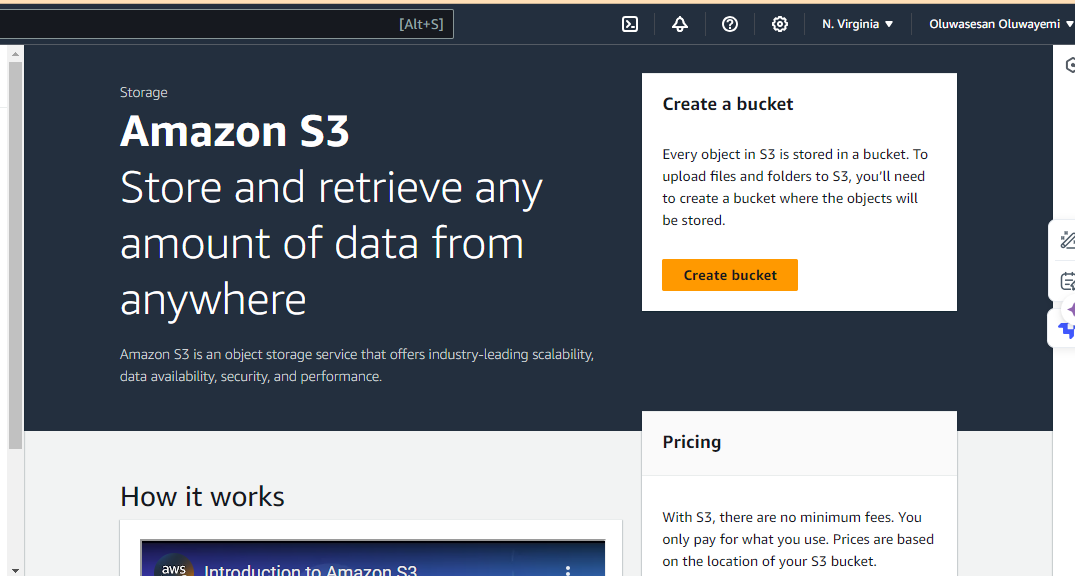 [Alt+S]
N. Virginia
Oluwasesan Oluwayemi
Storage
Amazon S3
Store and retrieve any
amount of data from
anywhere
Amazon S3 is an object storage service that offers industry-leading scalability,
data availability, security, and performance.
Create a bucket
Every object in S3 is stored in a bucket. To
upload files and folders to S3, you’ll need
to create a bucket where the objects will
be stored.
Create bucket
Pricing
With S3, there are no minimum fees. You
only pay for what you use. Prices are based
on the location of your S3 bucket.
How it works
aws
Introduction to Amazon S3